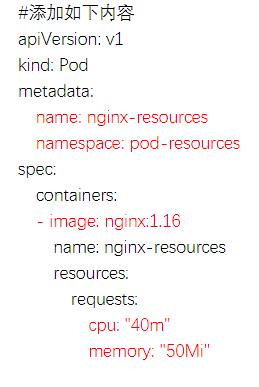 #添加如下内容
apiVersion: v1
kind: Pod
metadata:
  name: nginx-resources
  namespace: pod-resources
spec:
  containers:
  - image: nginx:1.16
    name: nginx-resources
    resources:
      requests:
        cpu: "40m"
        memory: "50Mi"